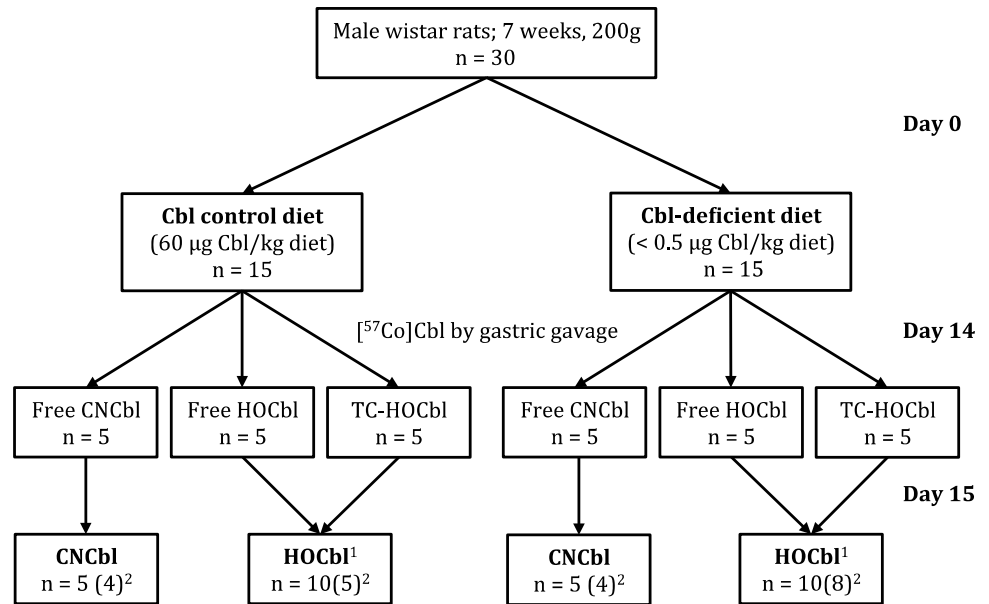 Male wistar rats; 7 weeks, 200g
n = 30
Day 0
Cbl control diet
(60 µg Cbl/kg diet)
n = 15
Cbl-deficient diet
(< 0.5 µg Cbl/kg diet)
n = 15
[⁵⁷Co]Cbl by gastric gavage
Day 14
Free CNCbl
n = 5
Free HOCbl
n = 5
TC-HOCbl
n = 5
Free CNCbl
n = 5
Free HOCbl
n = 5
TC-HOCbl
n = 5
Day 15
CNCbl
n = 5 (4)²
HOCbl¹
n = 10(5)²
CNCbl
n = 5 (4)²
HOCbl¹
n = 10(8)²